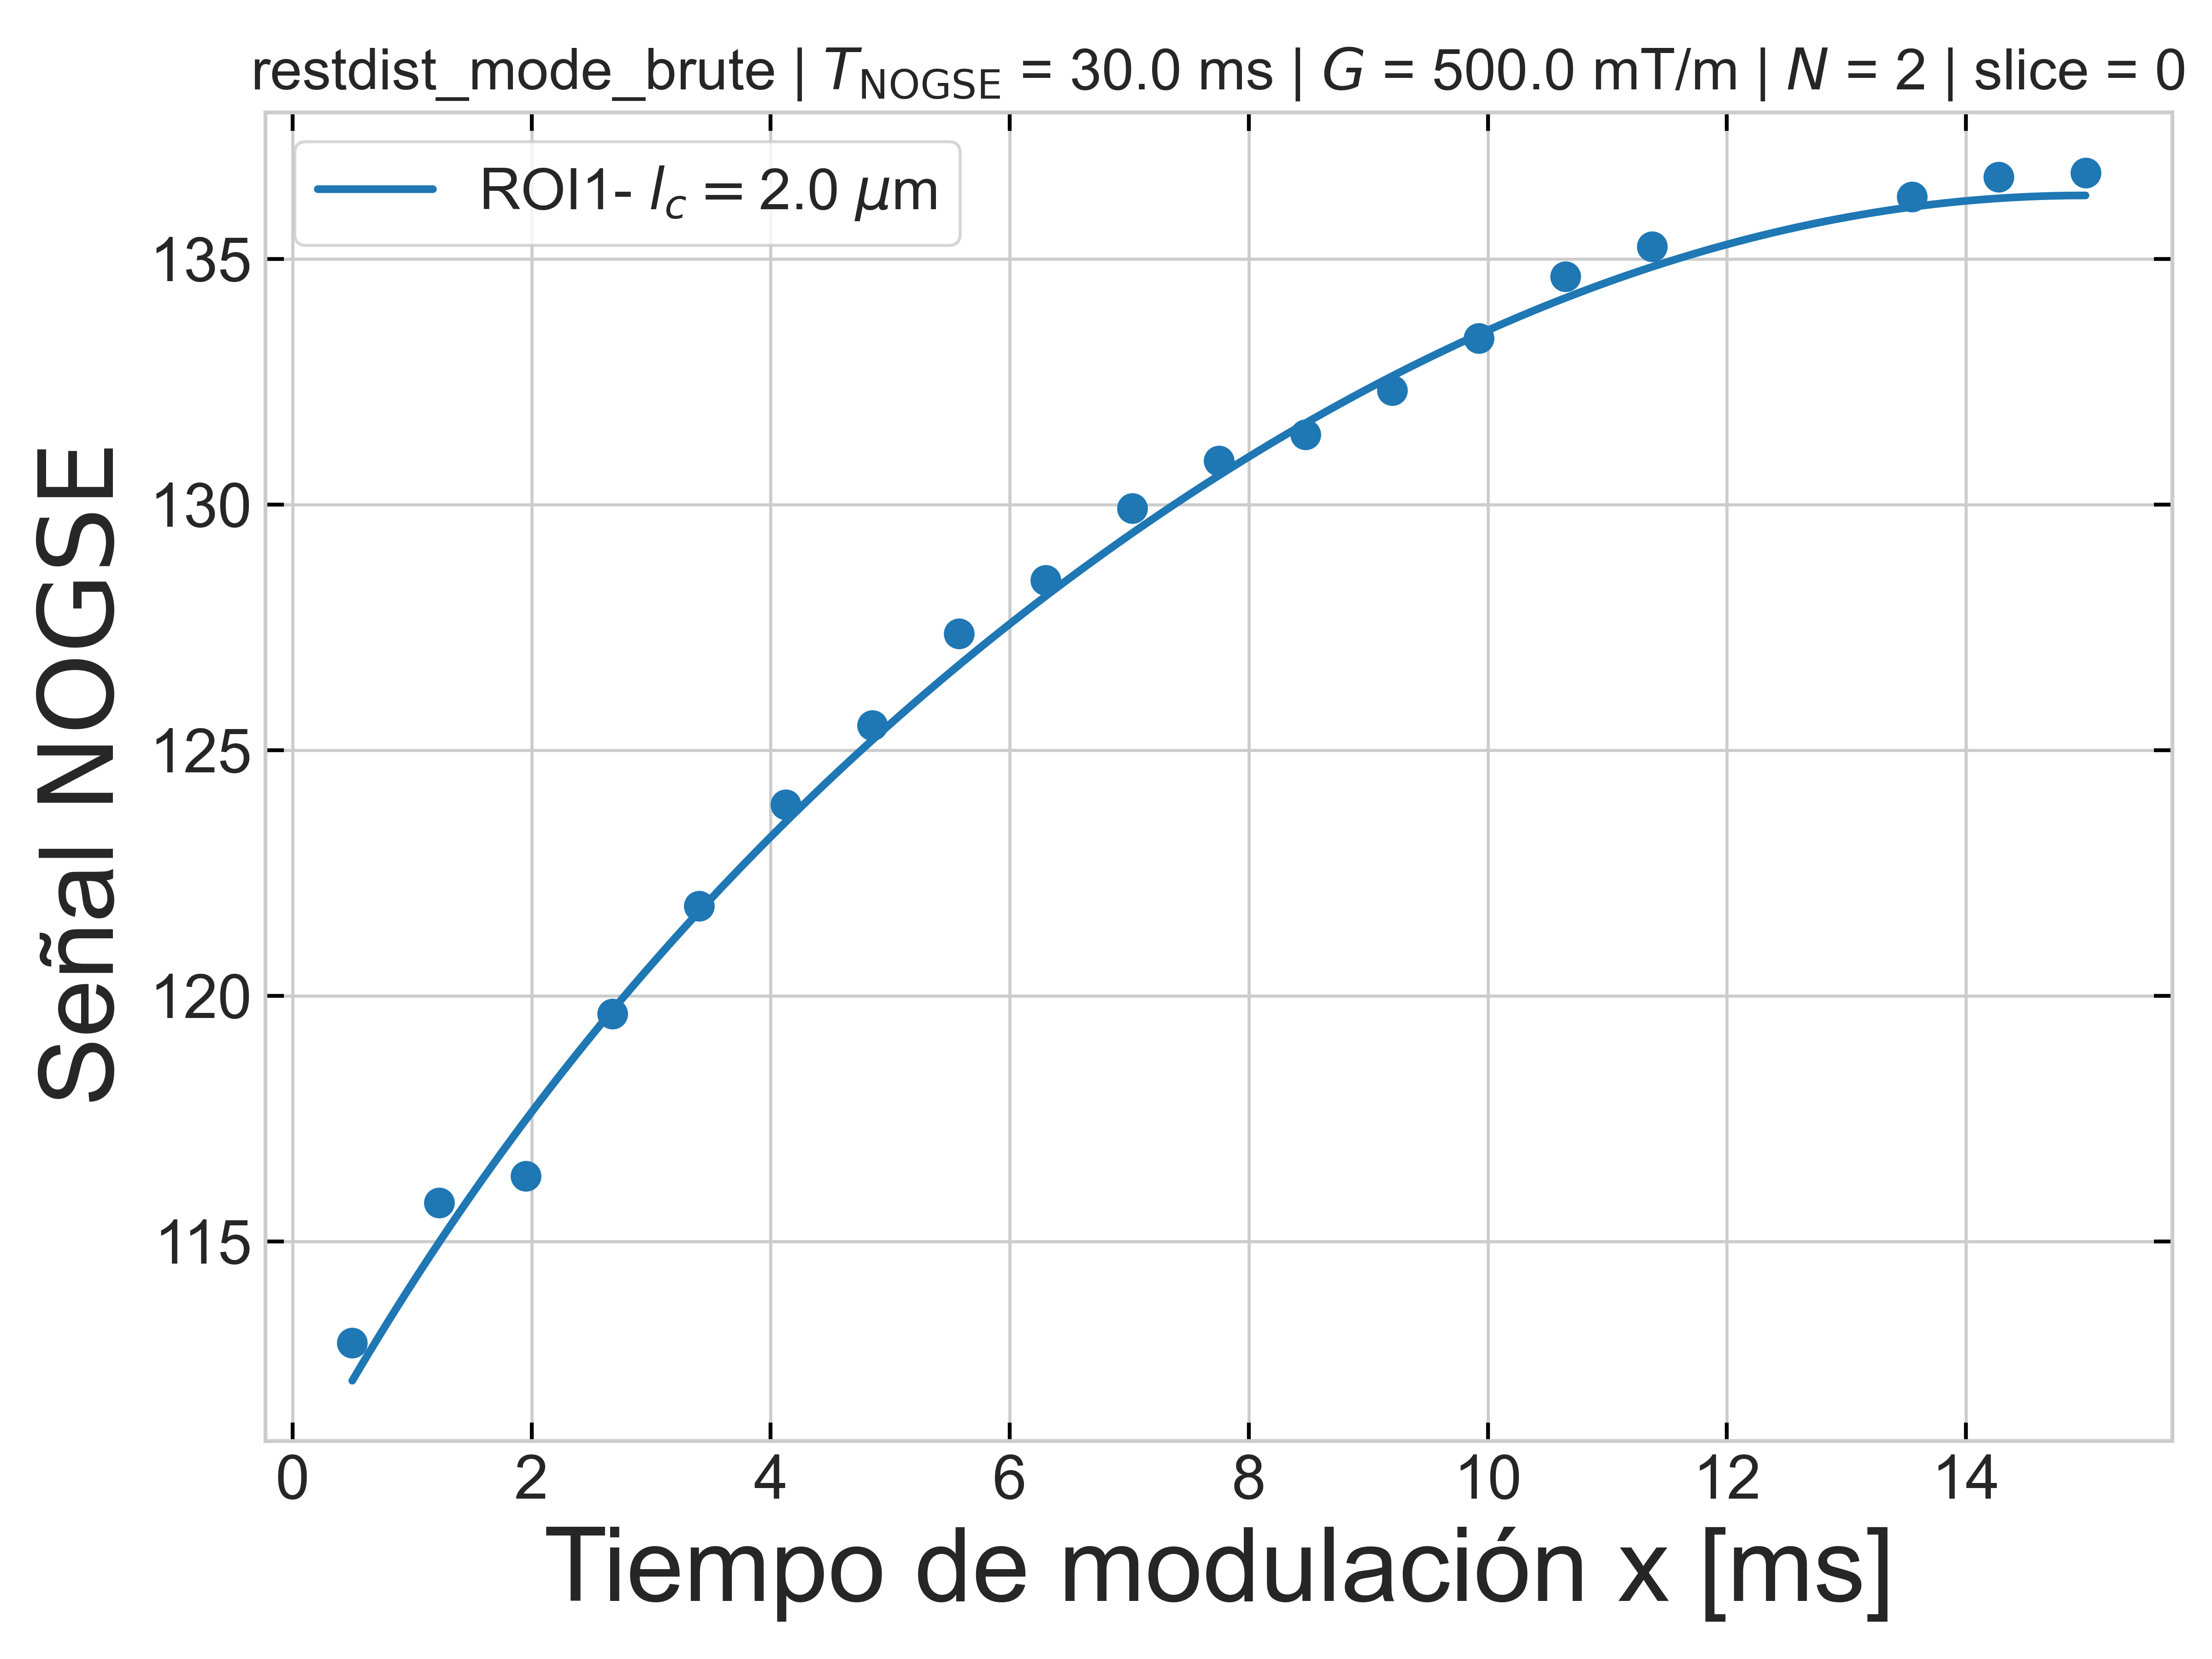 restdist_mode_brute | T_NOGSE = 30.0 ms | G = 500.0 mT/m | N = 2 | slice = 0
ROI1- l_c = 2.0 μm
Señal NOGSE
135
130
125
120
115
0 2 4 6 8 10 12 14
Tiempo de modulación x [ms]